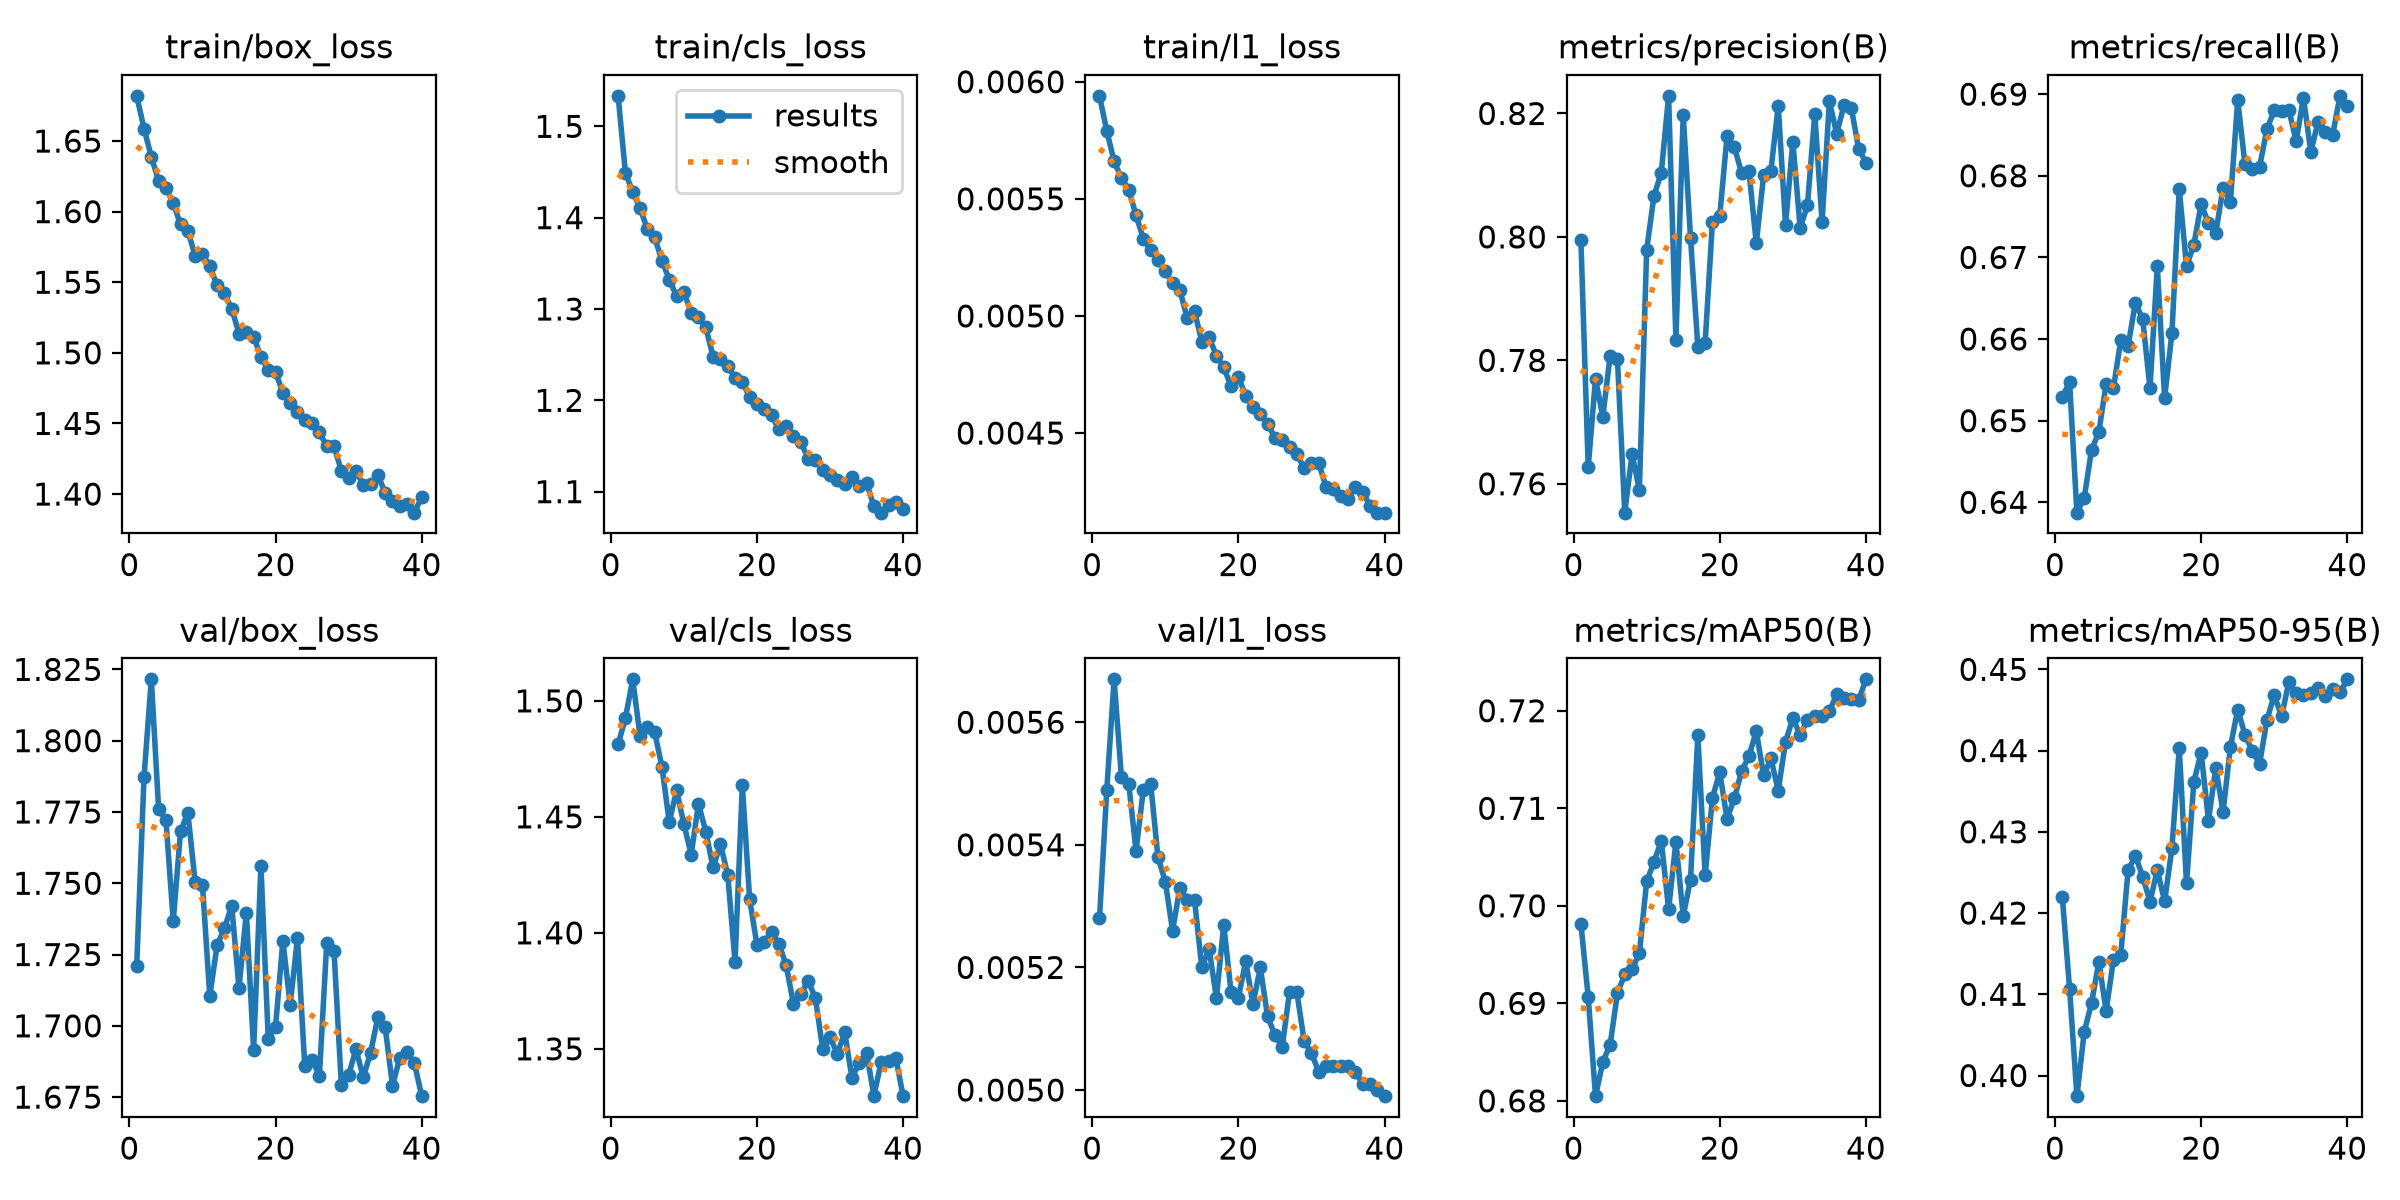 train/box_loss
train/cls_loss
train/l1_loss
metrics/precision(B)
metrics/recall(B)
1.65
1.60
1.55
1.50
1.45
1.40
0 20 40
results
smooth
1.5
1.4
1.3
1.2
1.1
0 20 40
0.0060
0.0055
0.0050
0.0045
0 20 40
0.82
0.80
0.78
0.76
0 20 40
0.69
0.68
0.67
0.66
0.65
0.64
0 20 40
val/box_loss
val/cls_loss
val/l1_loss
metrics/mAP50(B)
metrics/mAP50-95(B)
1.825
1.800
1.775
1.750
1.725
1.700
1.675
0 20 40
1.50
1.45
1.40
1.35
0 20 40
0.0056
0.0054
0.0052
0.0050
0 20 40
0.72
0.71
0.70
0.69
0.68
0 20 40
0.45
0.44
0.43
0.42
0.41
0.40
0 20 40